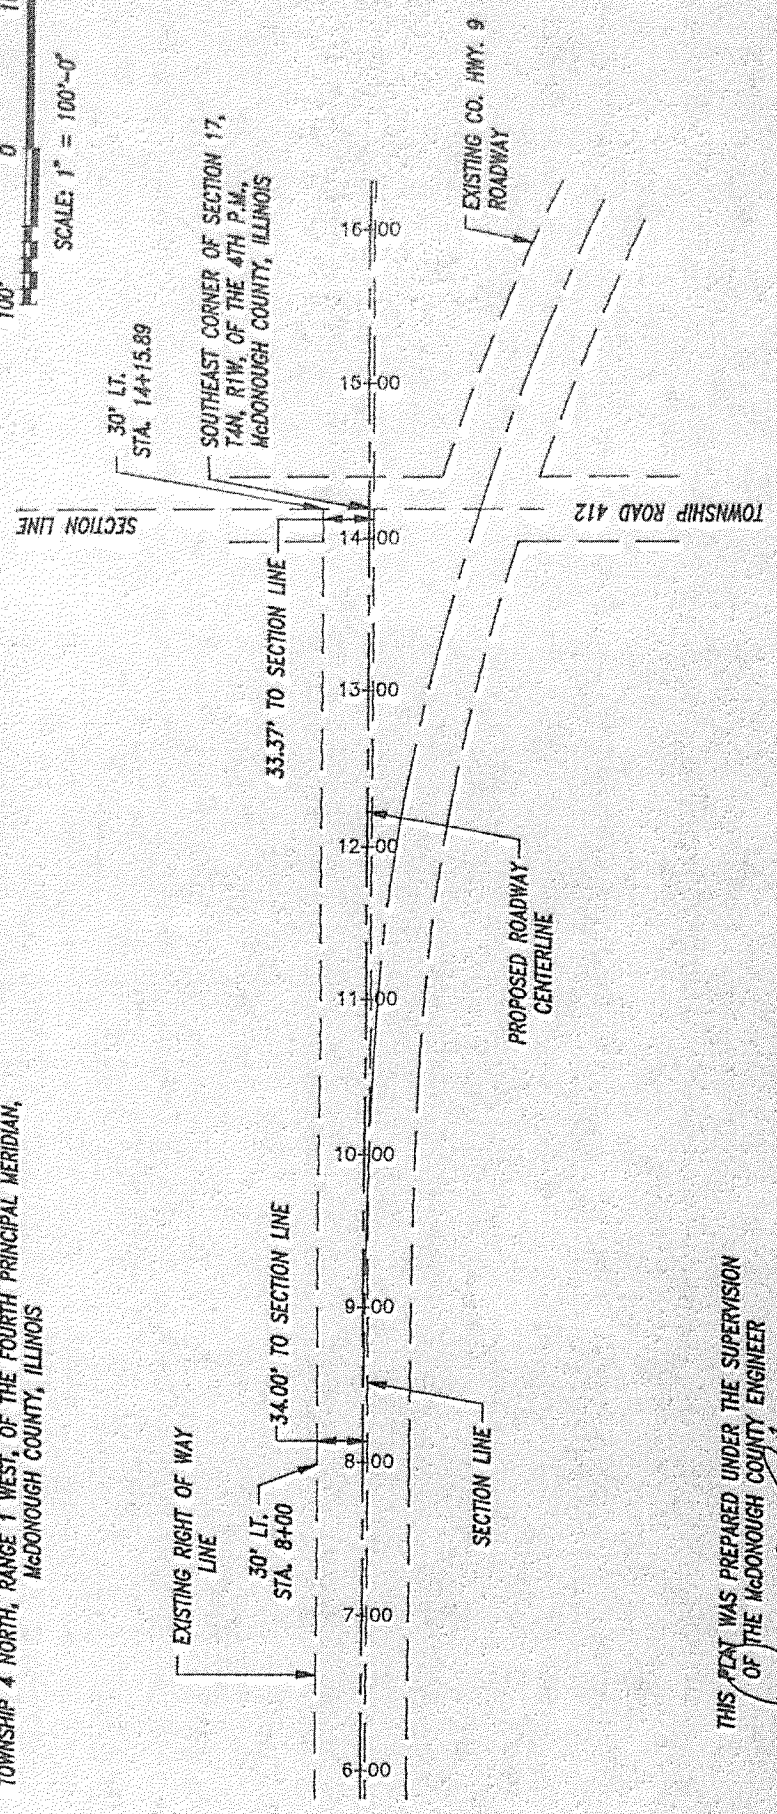 TOWNSHIP 4 NORTH, RANGE 1 WEST, OF THE FOURTH PRINCIPAL MERIDIAN,
McDONOUGH COUNTY, ILLINOIS
100'
0
SCALE: 1" = 100'-0"
SECTION LINE
30' LT.
STA. 14+15.89
SOUTHEAST CORNER OF SECTION 17,
T4N, R1W, OF THE 4TH P.M.,
McDONOUGH COUNTY, ILLINOIS
EXISTING RIGHT OF WAY
LINE
30' LT.
STA. 8+00
34.00' TO SECTION LINE
33.37' TO SECTION LINE
6+00
7+00
8+00
9+00
10+00
11+00
12+00
13+00
14+00
15+00
16+00
EXISTING CO. HWY. 9
ROADWAY
SECTION LINE
PROPOSED ROADWAY
CENTERLINE
TOWNSHIP ROAD 412
THIS PLAT WAS PREPARED UNDER THE SUPERVISION
OF THE McDONOUGH COUNTY ENGINEER